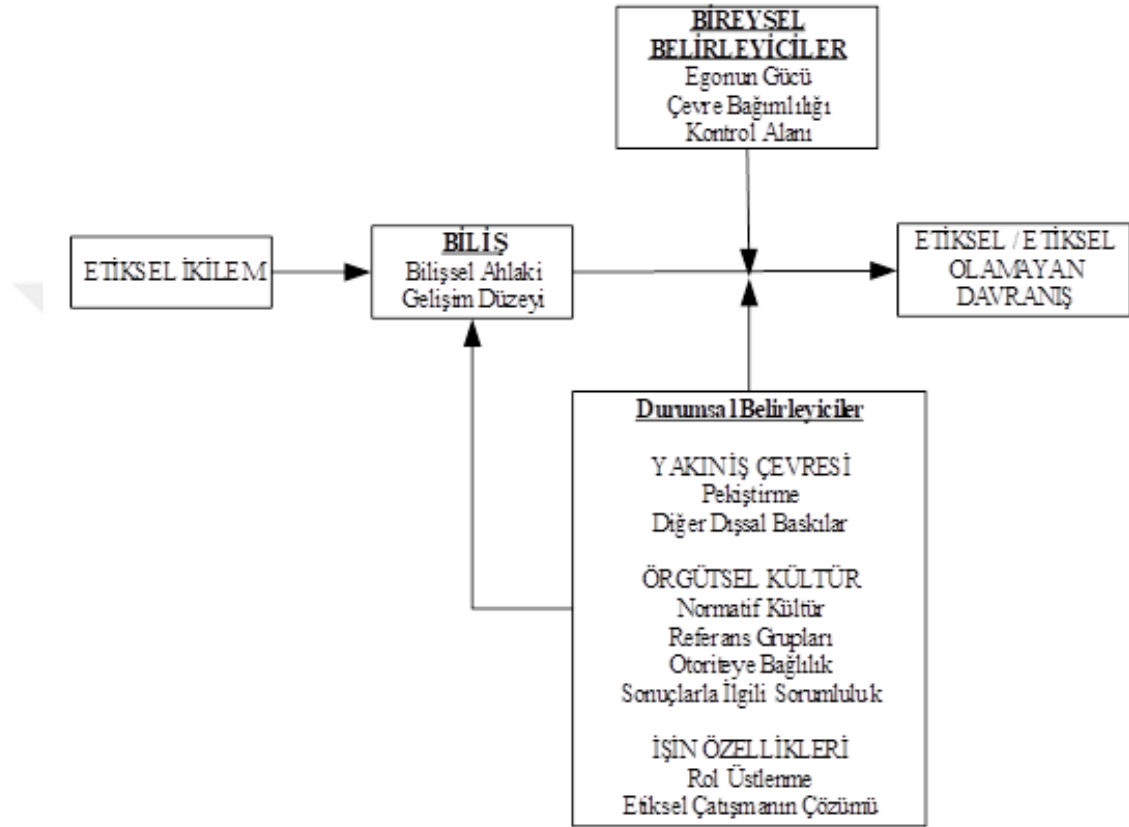 BİREYSEL
BELİRLEYİCİLER
Egonun Gücü
Çevre Bağımlılığı
Kontrol Alanı
ETİKSEL İKİLEM
BİLİŞ
Bilişsel Ahlaki
Gelişim Düzeyi
ETİKSEL / ETİKSEL
OLAMAYAN
DAVRANIŞ
Durumsal Belirleyiciler
YAKIN İŞ ÇEVRESİ
Pekiştirme
Diğer Dışsal Baskılar
ÖRGÜTSEL KÜLTÜR
Normatif Kültür
Referans Grupları
Otoriteye Bağlılık
Sonuçlarla İlgili Sorumluluk
İŞİN ÖZELLİKLERİ
Rol Üstlenme
Etiksel Çatışmanın Çözümü